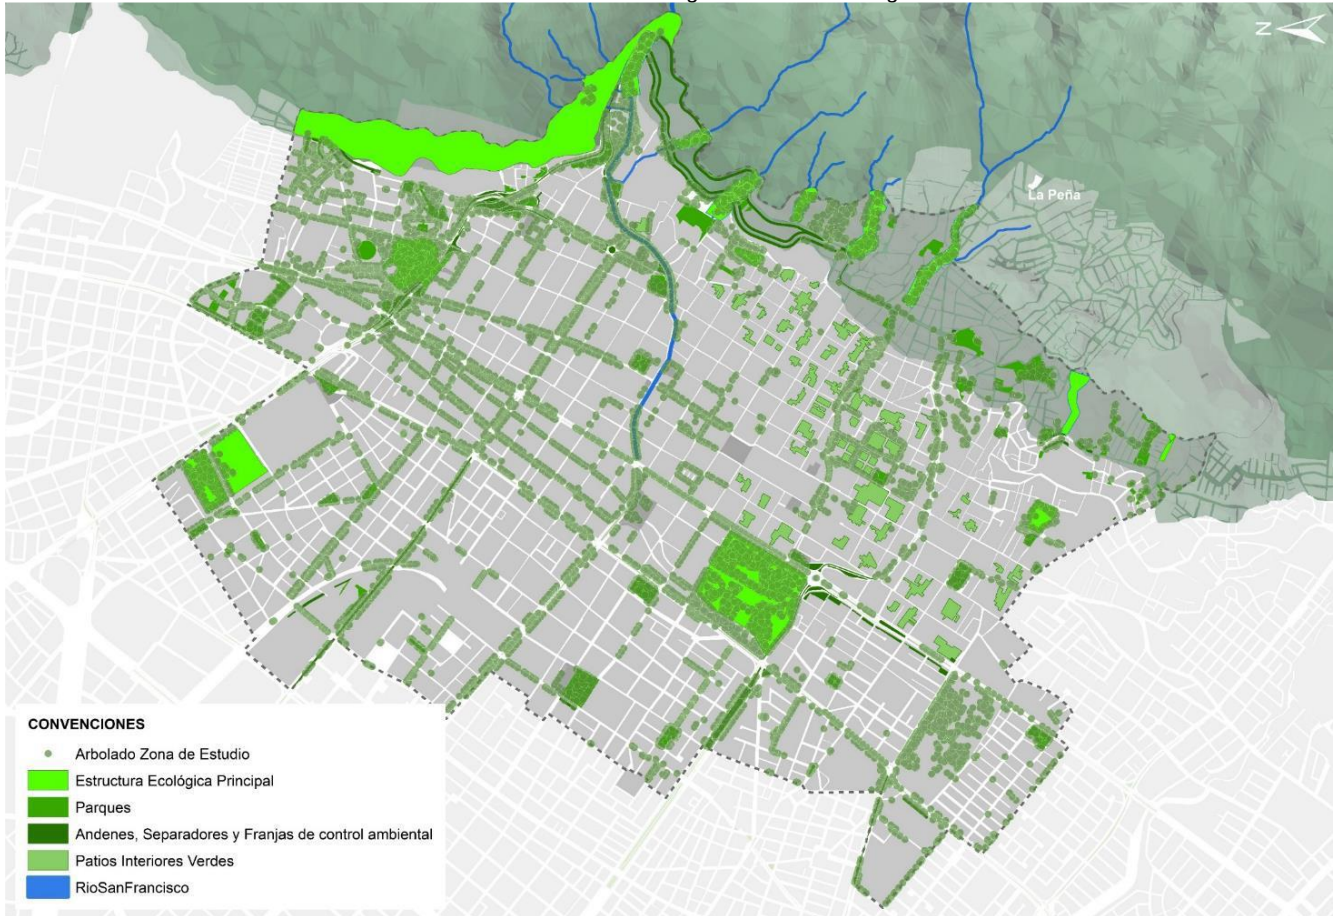 N
La Peña
CONVENCIONES
Arbolado Zona de Estudio
Estructura Ecológica Principal
Parques
Andenes, Separadores y Franjas de control ambiental
Patios Interiores Verdes
RioSanFrancisco